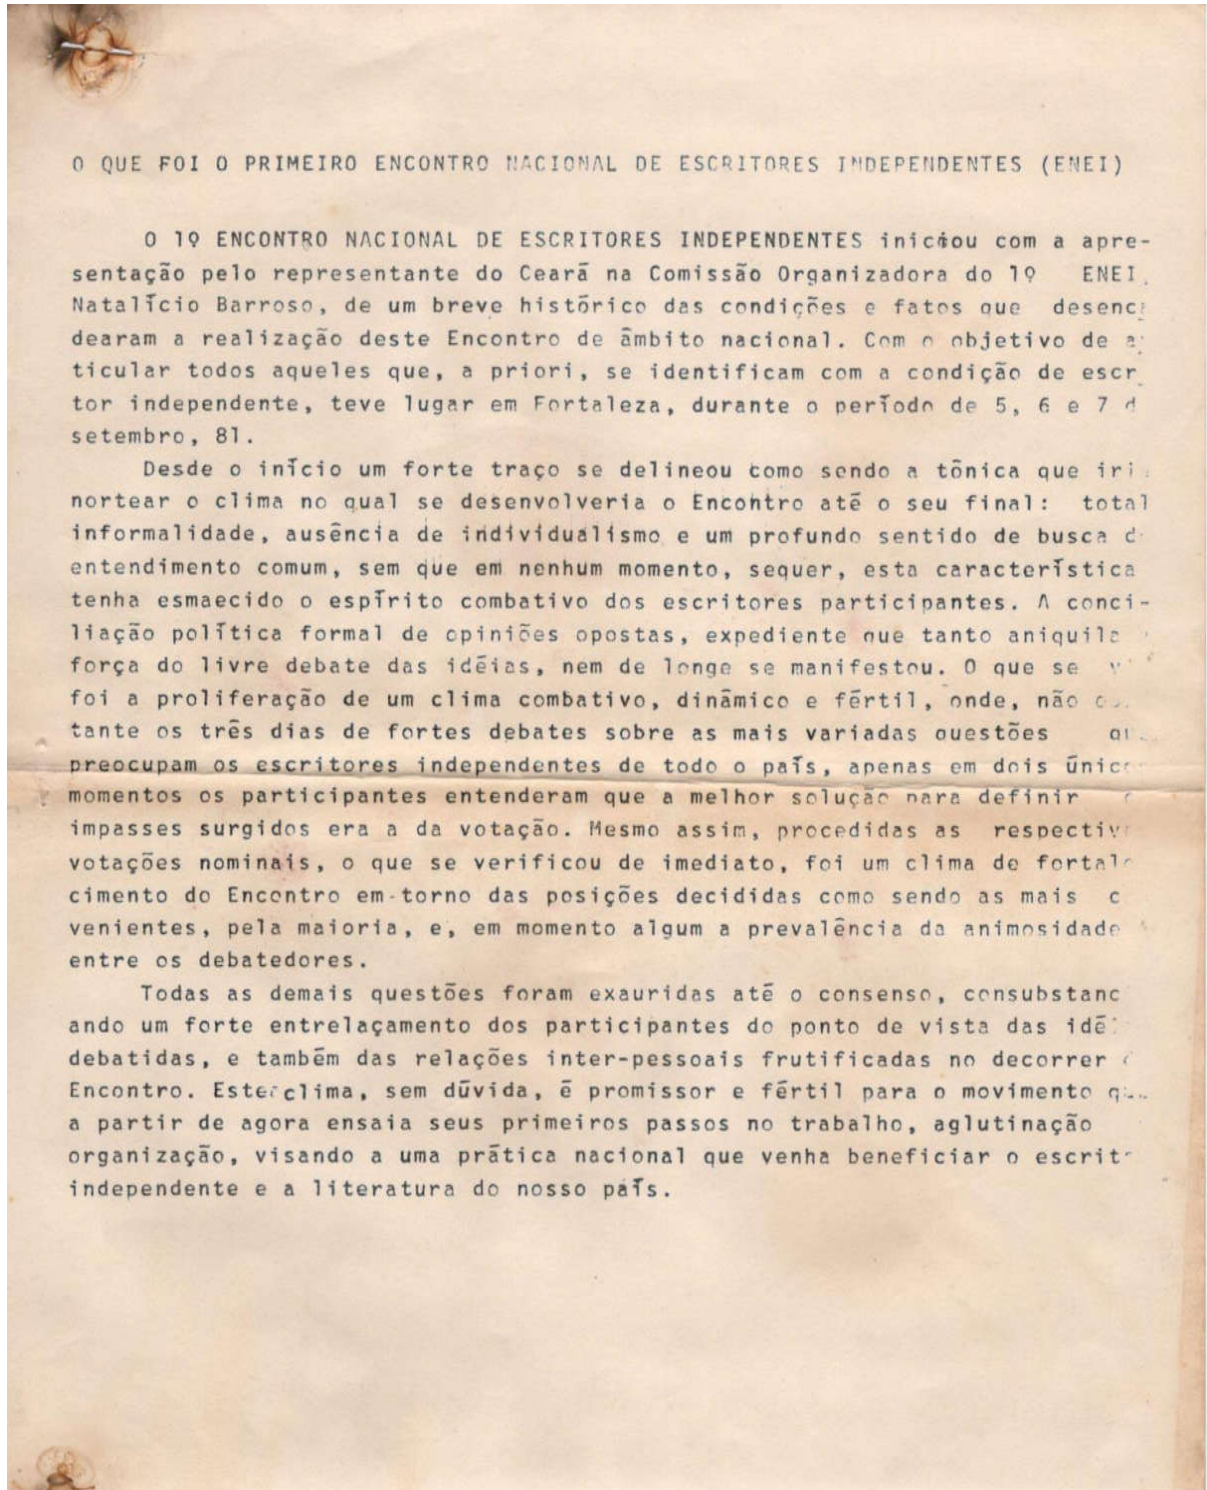 O QUE FOI O PRIMEIRO ENCONTRO NACIONAL DE ESCRITORES INDEPENDENTES (ENEI)
O 1º ENCONTRO NACIONAL DE ESCRITORES INDEPENDENTES iniciou com a apre-
sentação pelo representante do Ceará na Comissão Organizadora do 1º ENEI,
Natalício Barroso, de um breve histórico das condições e fatos que desenc
dearam a realização deste Encontro de âmbito nacional. Com o objetivo de a
ticular todos aqueles que, a priori, se identificam com a condição de escr
tor independente, teve lugar em Fortaleza, durante o período de 5, 6 e 7 d
setembro, 81.
Desde o início um forte traço se delineou como sendo a tônica que iri
nortear o clima no qual se desenvolveria o Encontro até o seu final: total
informalidade, ausência de individualismo e um profundo sentido de busca d
entendimento comum, sem que em nenhum momento, sequer, esta característica
tenha esmaecido o espírito combativo dos escritores participantes. A conci-
liação política formal de opiniões opostas, expediente que tanto aniquila
força do livre debate das idéias, nem de longe se manifestou. O que se v
foi a proliferação de um clima combativo, dinâmico e fértil, onde, não
tante os três dias de fortes debates sobre as mais variadas questões
preocupam os escritores independentes de todo o país, apenas em dois únic
momentos os participantes entenderam que a melhor solução para definir
impasses surgidos era a da votação. Mesmo assim, procedidas as respectiv
votações nominais, o que se verificou de imediato, foi um clima de fortale
cimento do Encontro em torno das posições decididas como sendo as mais c
venientes, pela maioria, e, em momento algum a prevalência da animosidade
entre os debatedores.
Todas as demais questões foram exauridas até o consenso, consubstanc
ando um forte entrelaçamento dos participantes do ponto de vista das idé
debatidas, e também das relações inter-pessoais frutificadas no decorrer
Encontro. Este clima, sem dúvida, é promissor e fértil para o movimento
a partir de agora ensaia seus primeiros passos no trabalho, aglutinação
organização, visando a uma prática nacional que venha beneficiar o escrit
independente e a literatura do nosso país.